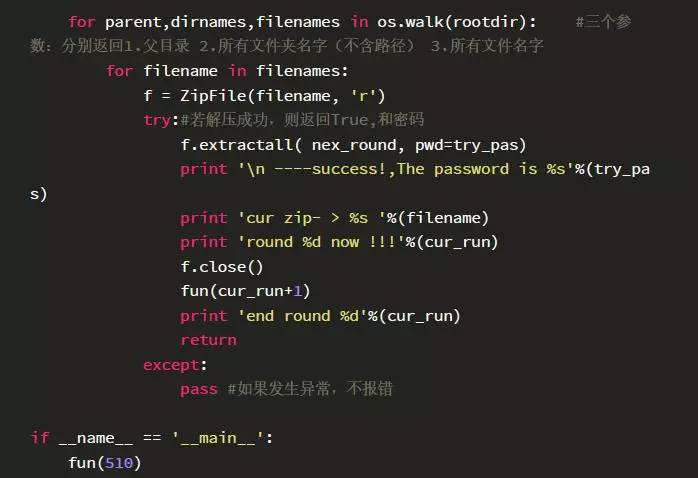 for parent,dirnames,filenames in os.walk(rootdir):    #三个参
数：分别返回1.父目录 2.所有文件夹名字（不含路径） 3.所有文件名字
        for filename in filenames:
            f = ZipFile(filename, 'r')
            try:#若解压成功，则返回True,和密码
                f.extractall( nex_round, pwd=try_pas)
                print '\n ----success!,The password is %s'%(try_pa
s)
                print 'cur zip- > %s '%(filename)
                print 'round %d now !!!'%(cur_run)
                f.close()
                fun(cur_run+1)
                print 'end round %d'%(cur_run)
                return
            except:
                pass #如果发生异常，不报错
if __name__ == '__main__':
    fun(510)